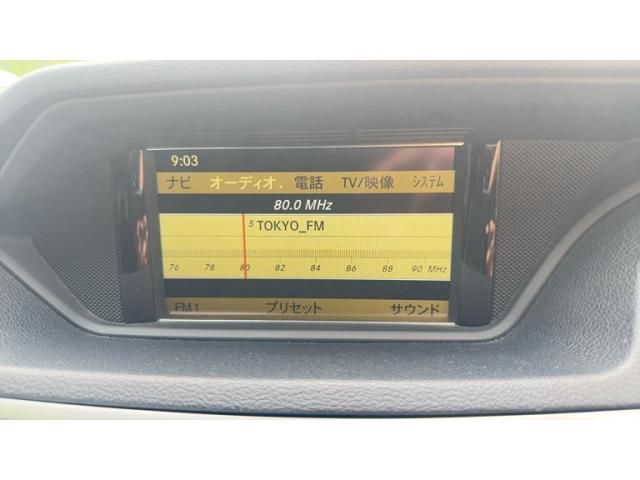 9:03
ナビ オーディオ 電話 TV/映像 システム
80.0 MHz
5 TOKYO_FM
76 78 80 82 84 86 88 90 MHz
FM1 プリセット サウンド